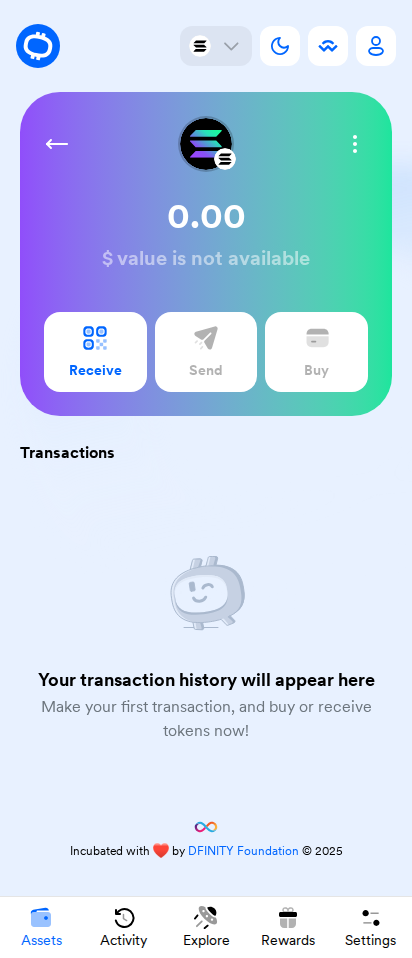 0.00
$ value is not available
Receive
Send
Buy
Transactions
Your transaction history will appear here
Make your first transaction, and buy or receive
tokens now!
Incubated with ❤️ by DFINITY Foundation © 2025
Assets
Activity
Explore
Rewards
Settings